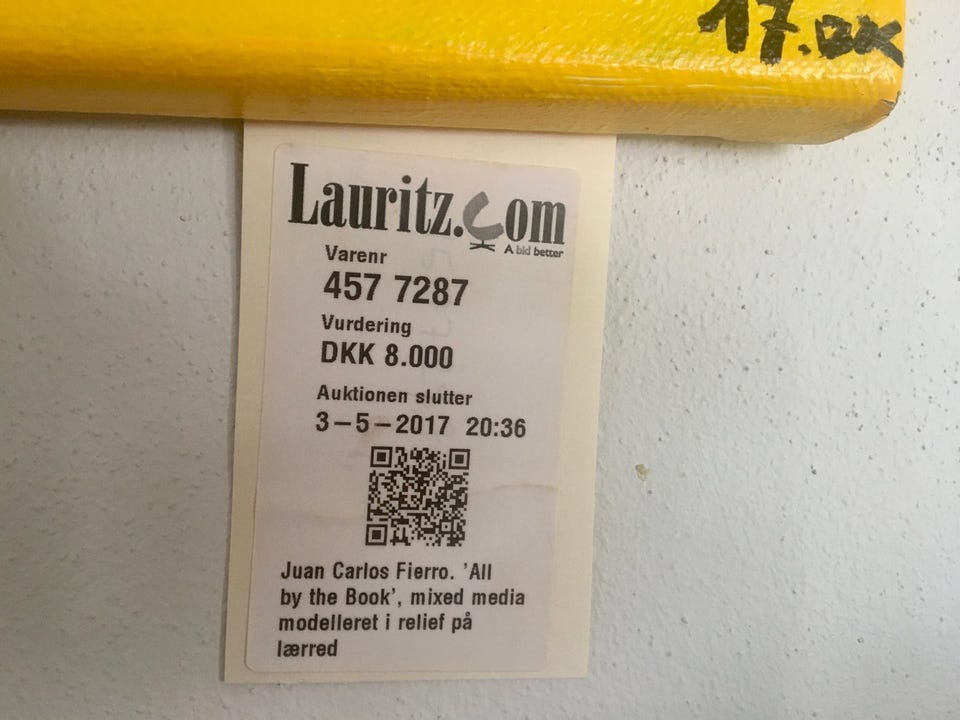 17.DK
Lauritz.com
A bid better
Varenr
457 7287
Vurdering
DKK 8.000
Auktionen slutter
3-5-2017 20:36
Juan Carlos Fierro. 'All
by the Book', mixed media
modelleret i relief på
lærred